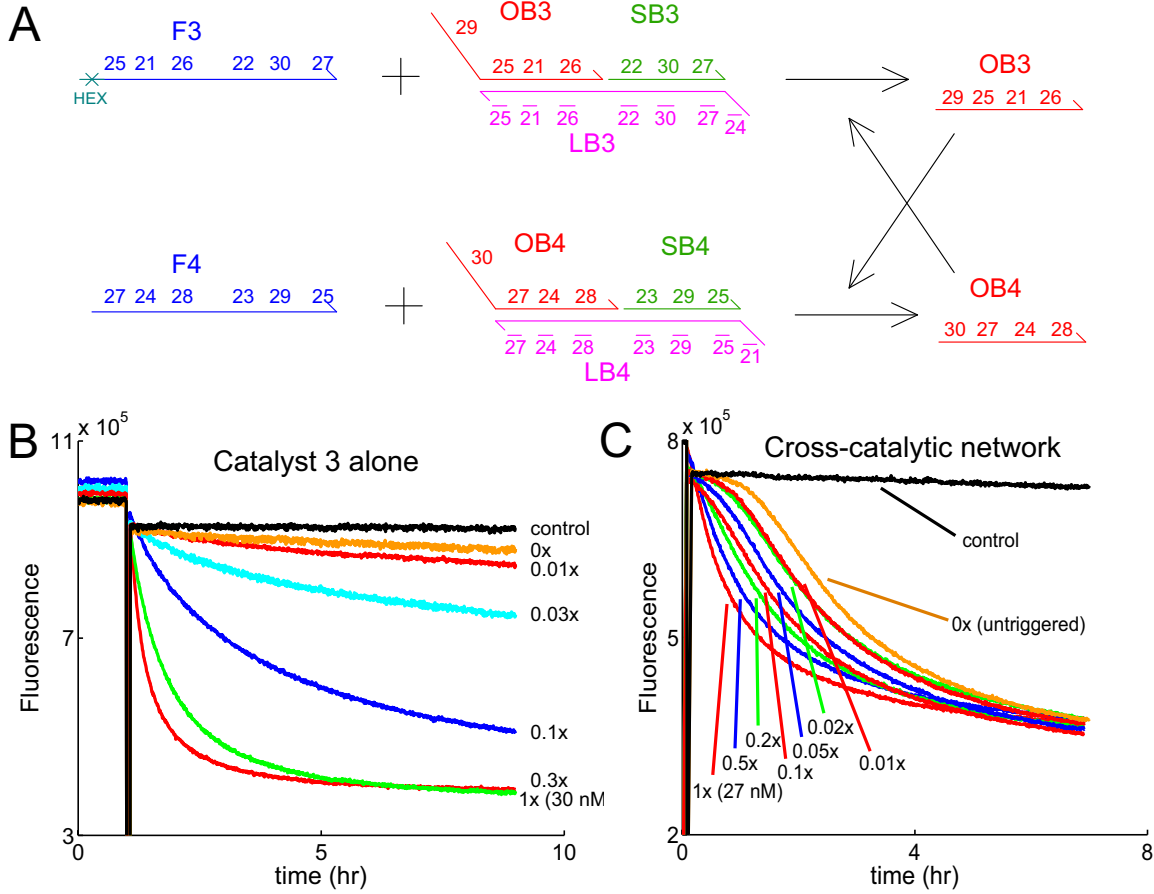 A
F3
25 21 26 22 30 27
HEX
OB3 SB3
29
25 21 26 22 30 27
25 21 26 22 30 27 24
LB3
OB3
29 25 21 26
F4
27 24 28 23 29 25
OB4 SB4
30
27 24 28 23 29 25
27 24 28 23 29 25 21
LB4
OB4
30 27 24 28
B
11 x 10^5
Catalyst 3 alone
control
0x
0.01x
0.03x
0.1x
0.3x
1x (30 nM
Fluorescence
7
3
0 5 10
time (hr)
C
8 x 10^5
Cross-catalytic network
control
0x (untriggered)
0.02x
0.2x
0.05x
0.01x
0.5x
0.1x
1x (27 nM)
Fluorescence
5
2
0 4 8
time (hr)